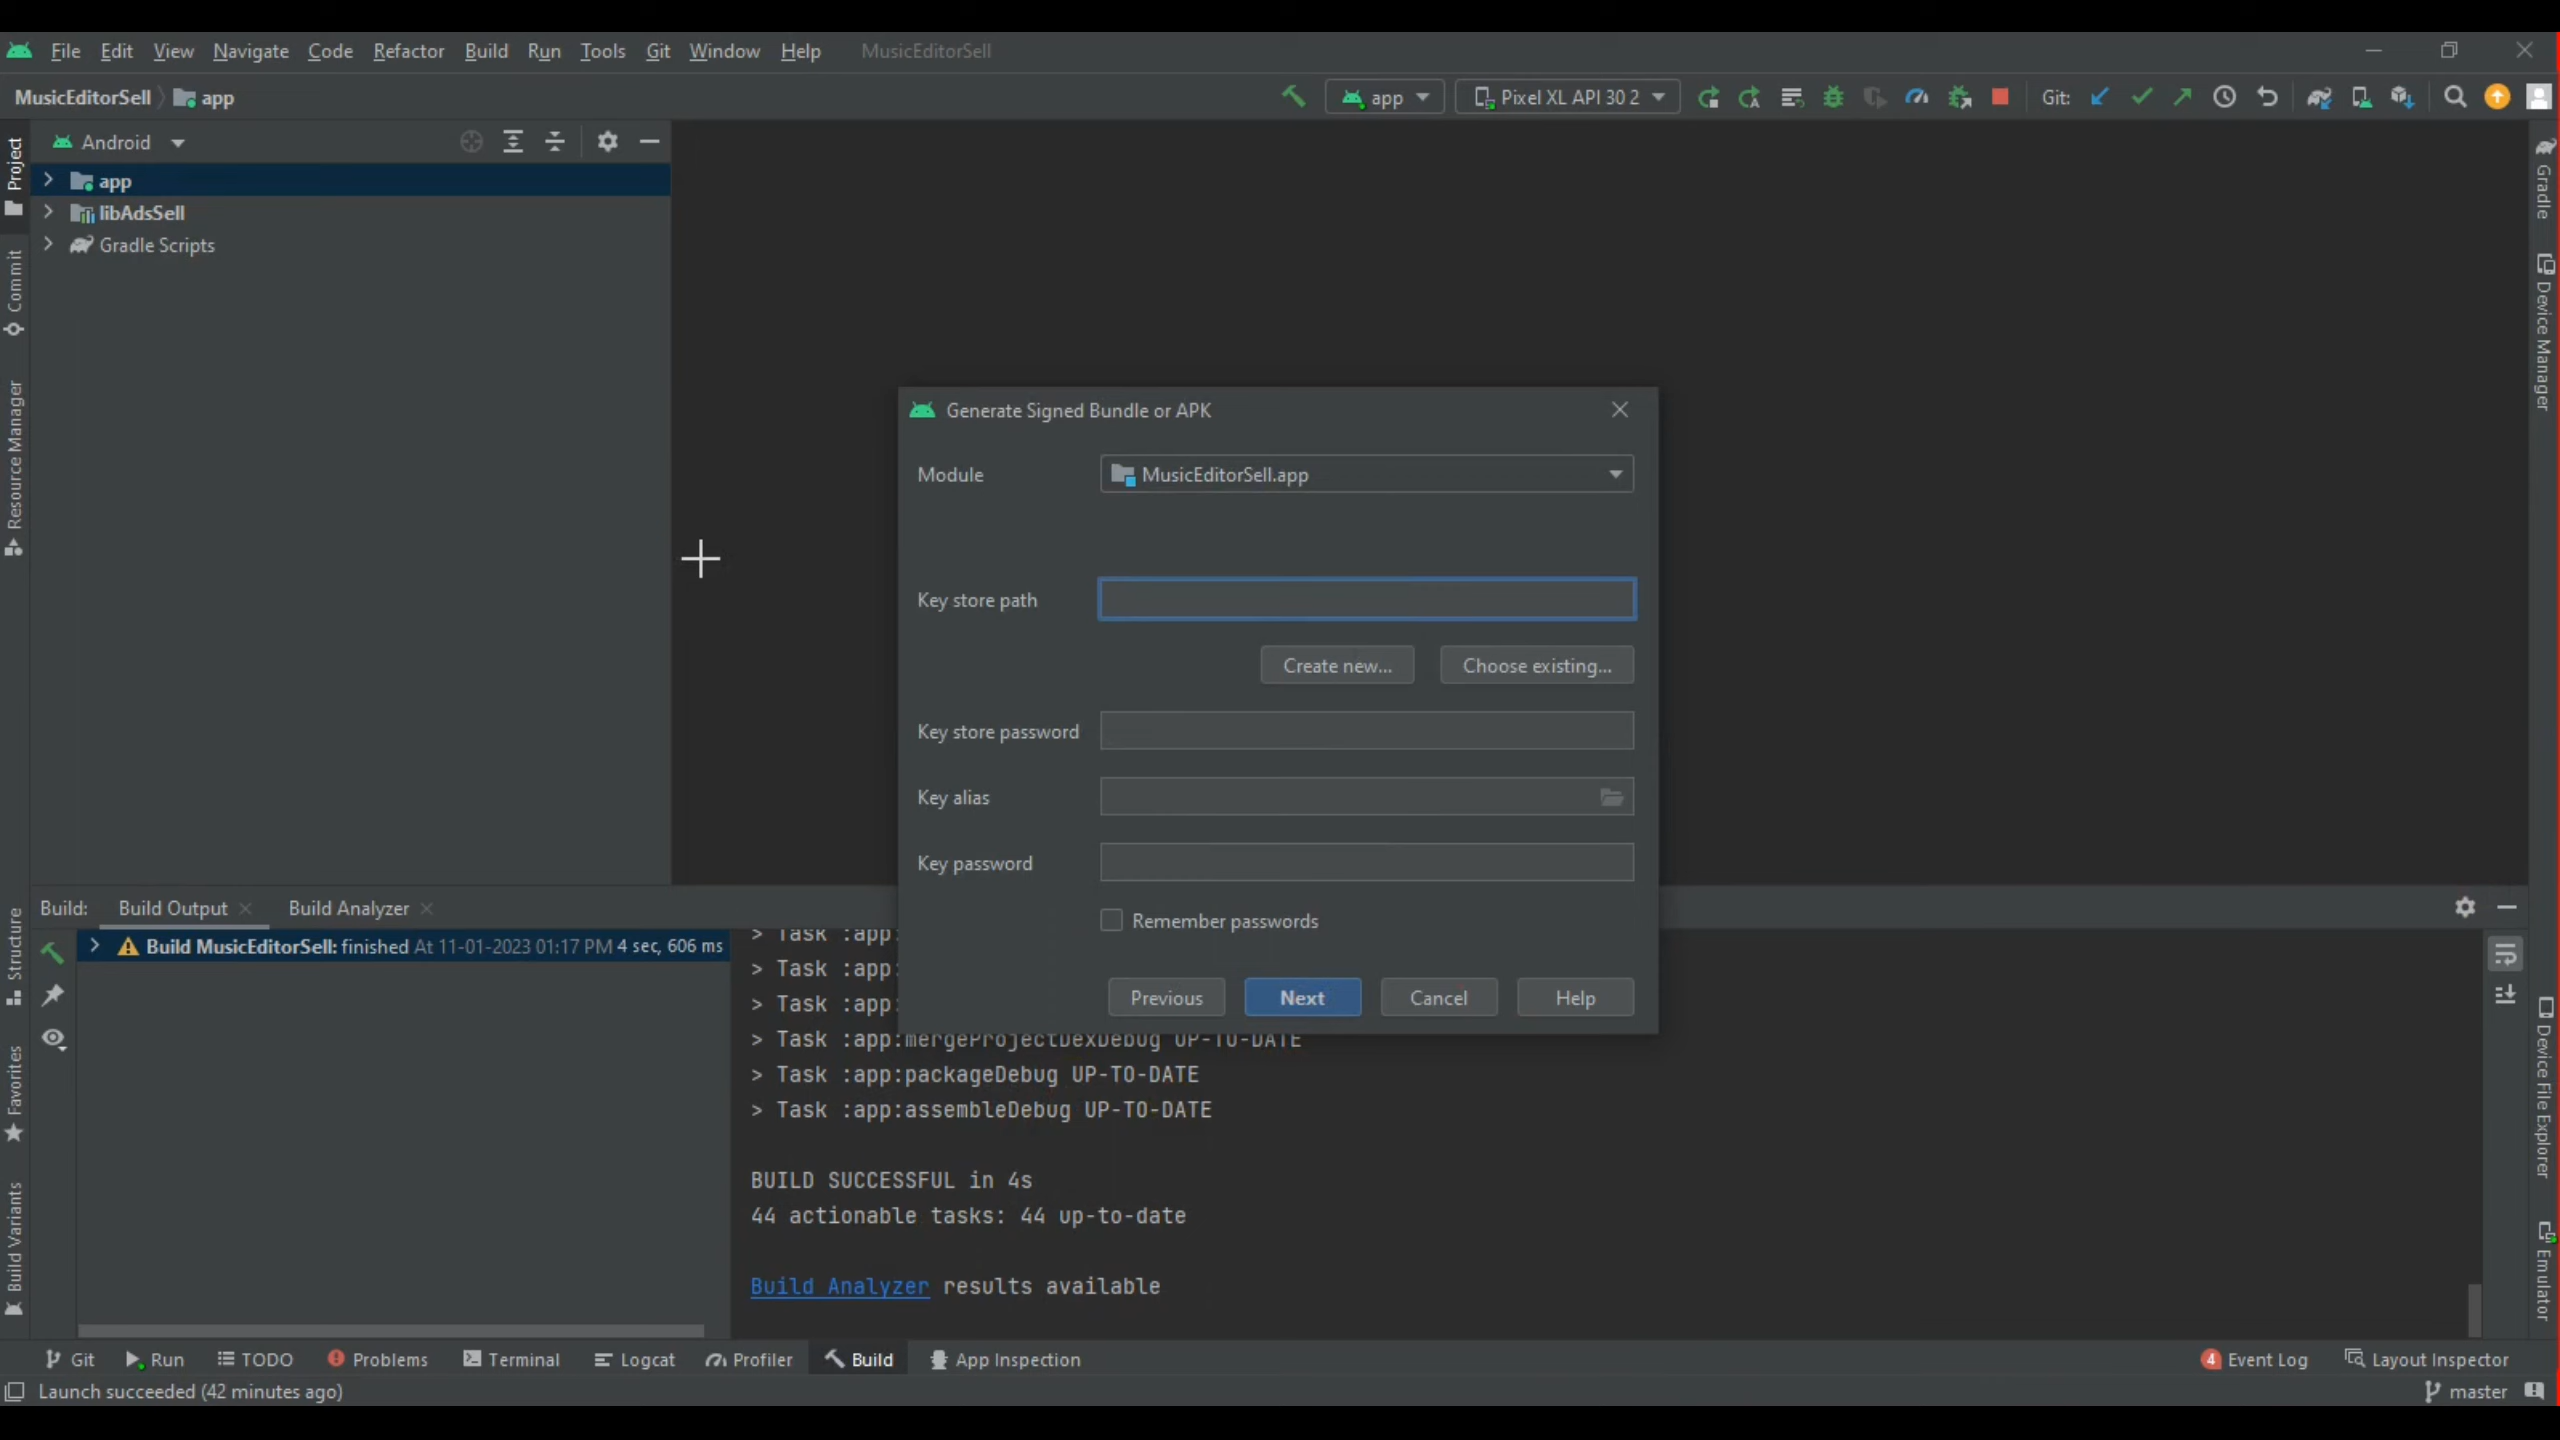 File Edit View Navigate Code Refactor Build Run Tools Git Window Help MusicEditorSell
MusicEditorSell app
app Pixel XL API 30 2 Git:
Project
Android
app
libAdsSell
Gradle Scripts
Commit
Resource Manager
Gradle
Device Manager
Generate Signed Bundle or APK
Module MusicEditorSell.app
Key store path
Create new... Choose existing...
Key store password
Key alias
Key password
Remember passwords
Previous Next Cancel Help
Structure
Favorites
Build Variants
Build: Build Output Build Analyzer
Build MusicEditorSell: finished At 11-01-2023 01:17 PM 4 sec, 606 ms
> Task :app:
> Task :app:
> Task :app:
> Task :app:mergeProjectDexDebug UP-TO-DATE
> Task :app:packageDebug UP-TO-DATE
> Task :app:assembleDebug UP-TO-DATE
BUILD SUCCESSFUL in 4s
44 actionable tasks: 44 up-to-date
Build Analyzer results available
Device File Explorer
Emulator
Git Run TODO Problems Terminal Logcat Profiler Build App Inspection 4 Event Log Layout Inspector
Launch succeeded (42 minutes ago) master